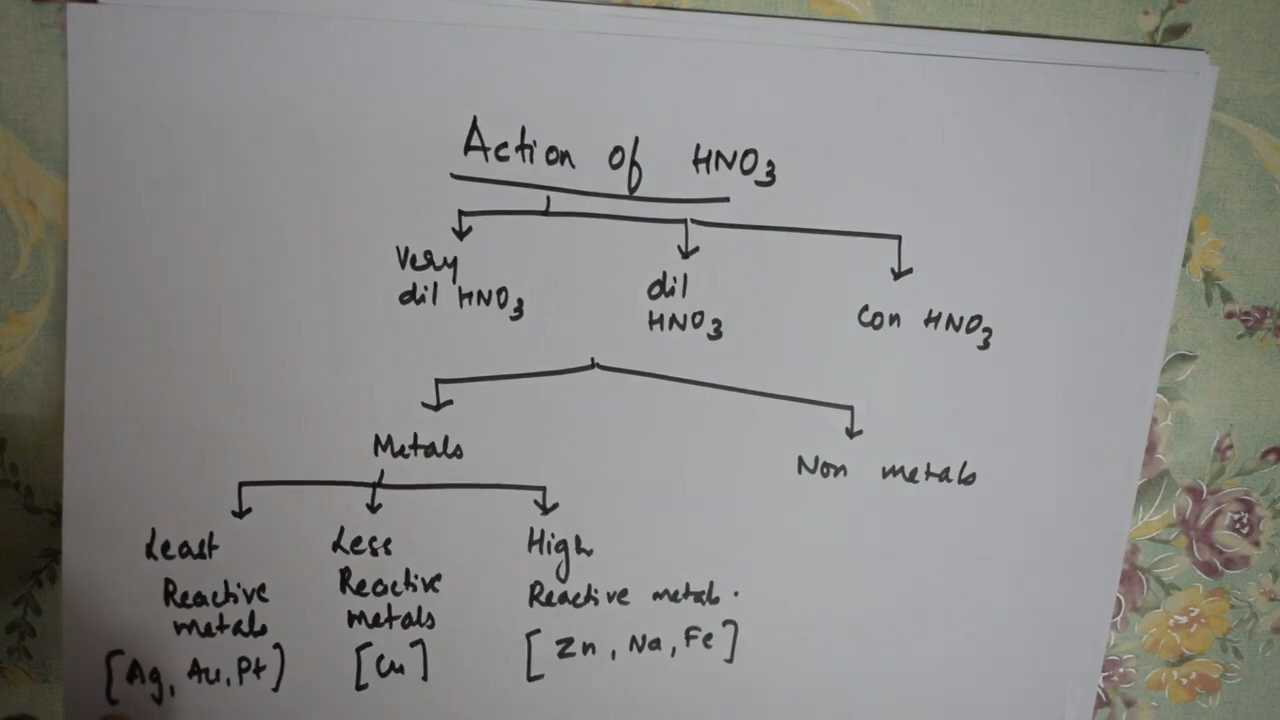 Action of HNO3
Very
dil HNO3
dil
HNO3
Con HNO3
Metals
Non metals
Least
Reactive
metals
[Ag, Au, Pt]
Less
Reactive
metals
[Cu]
High
Reactive metal.
[Zn, Na, Fe]